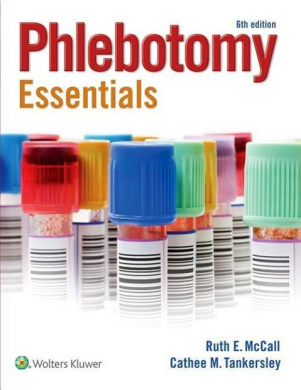 6th edition
Phlebotomy
Essentials
Ruth E. McCall
Cathee M. Tankersley
Wolters Kluwer